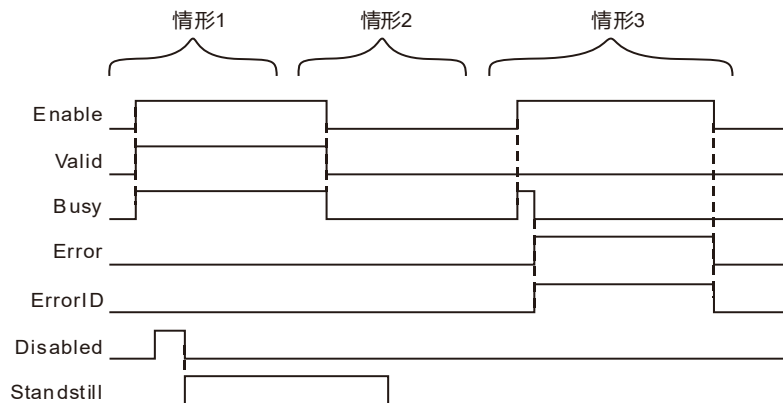 情形1 情形2 情形3
Enable
Valid
Busy
Error
ErrorID
Disabled
Standstill